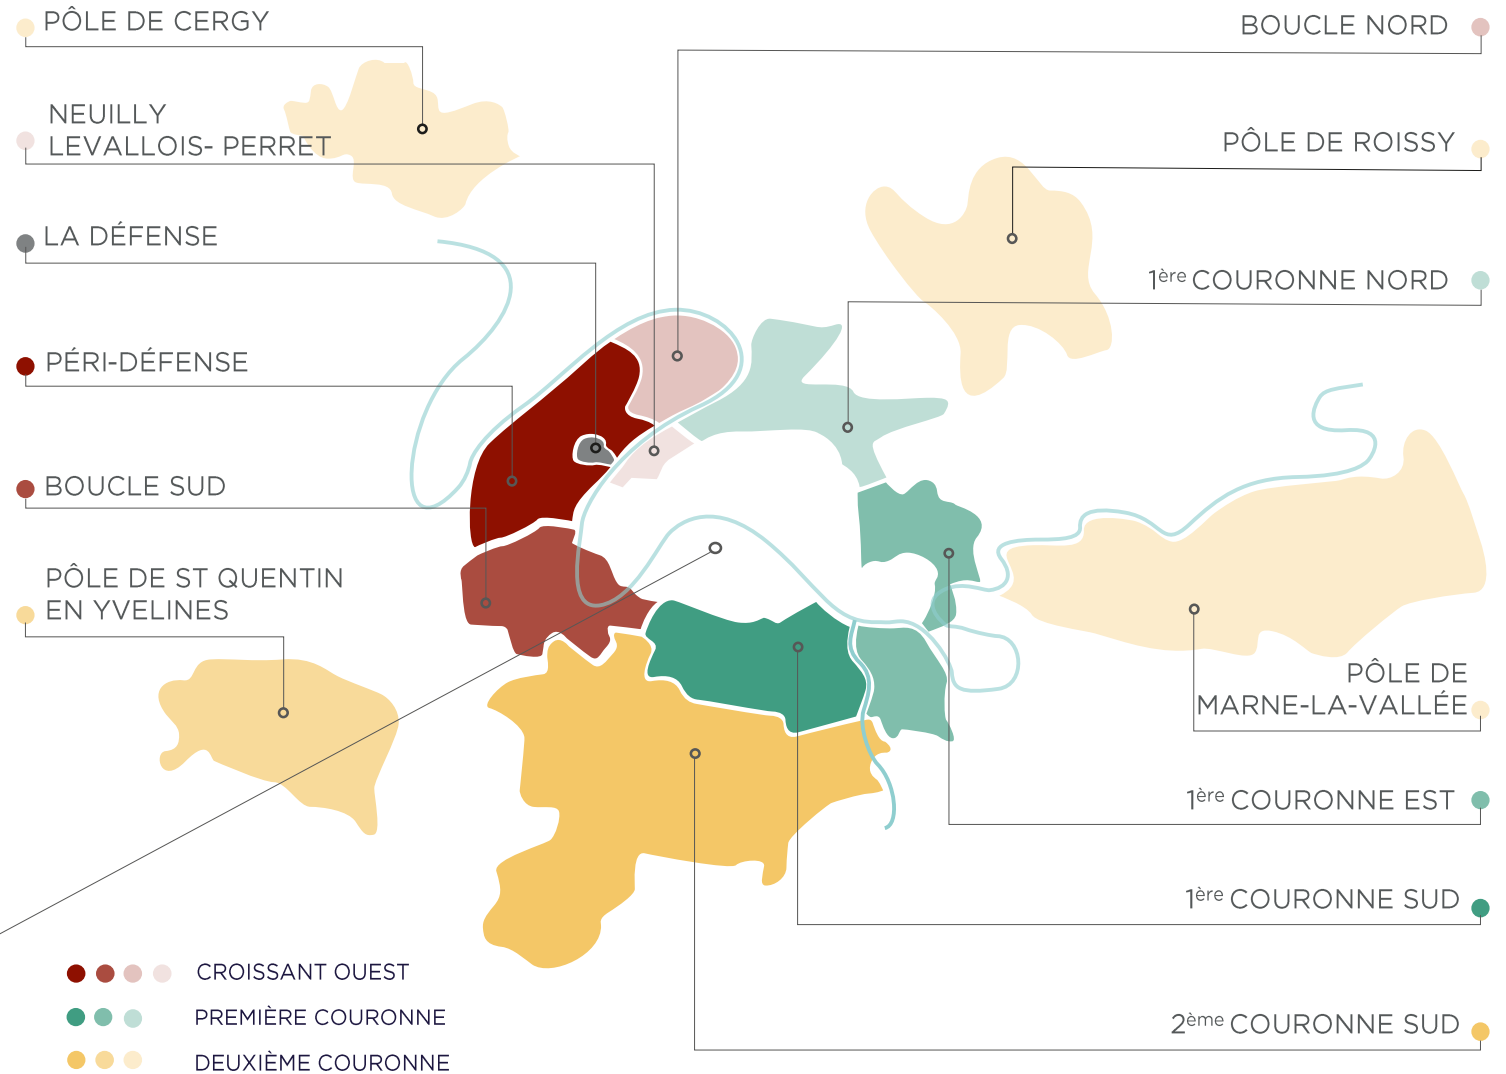 PÔLE DE CERGY
NEUILLY
LEVALLOIS- PERRET
LA DÉFENSE
PÉRI-DÉFENSE
BOUCLE SUD
PÔLE DE ST QUENTIN
EN YVELINES
BOUCLE NORD
PÔLE DE ROISSY
1ère COURONNE NORD
PÔLE DE
MARNE-LA-VALLÉE
1ère COURONNE EST
1ère COURONNE SUD
2ème COURONNE SUD
CROISSANT OUEST
PREMIÈRE COURONNE
DEUXIÈME COURONNE